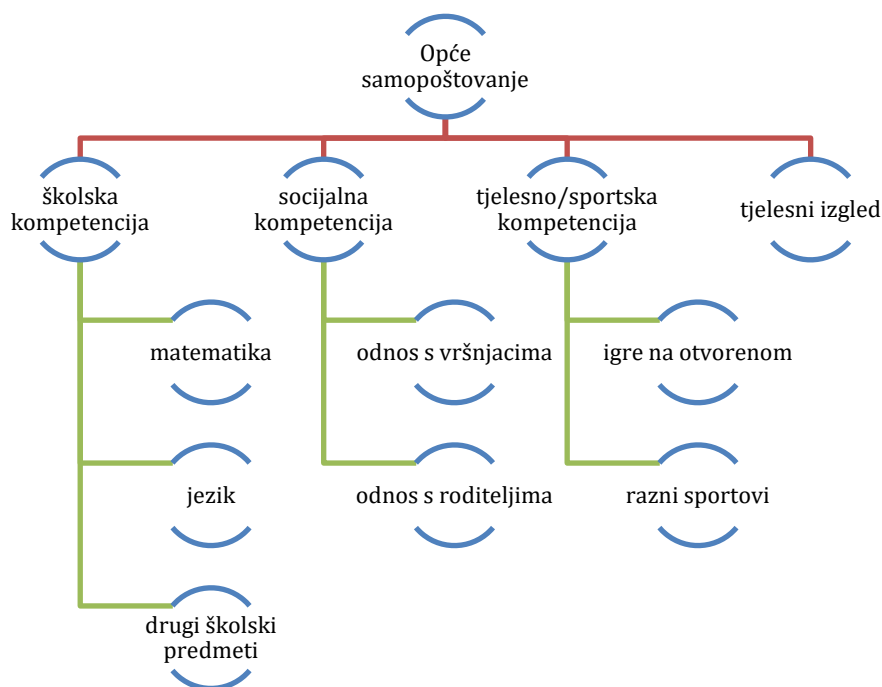 Opće
samopoštovanje
školska
kompetencija
socijalna
kompetencija
tjelesno/sportska
kompetencija
tjelesni izgled
matematika
odnos s vršnjacima
igre na otvorenom
jezik
odnos s roditeljima
razni sportovi
drugi školski
predmeti